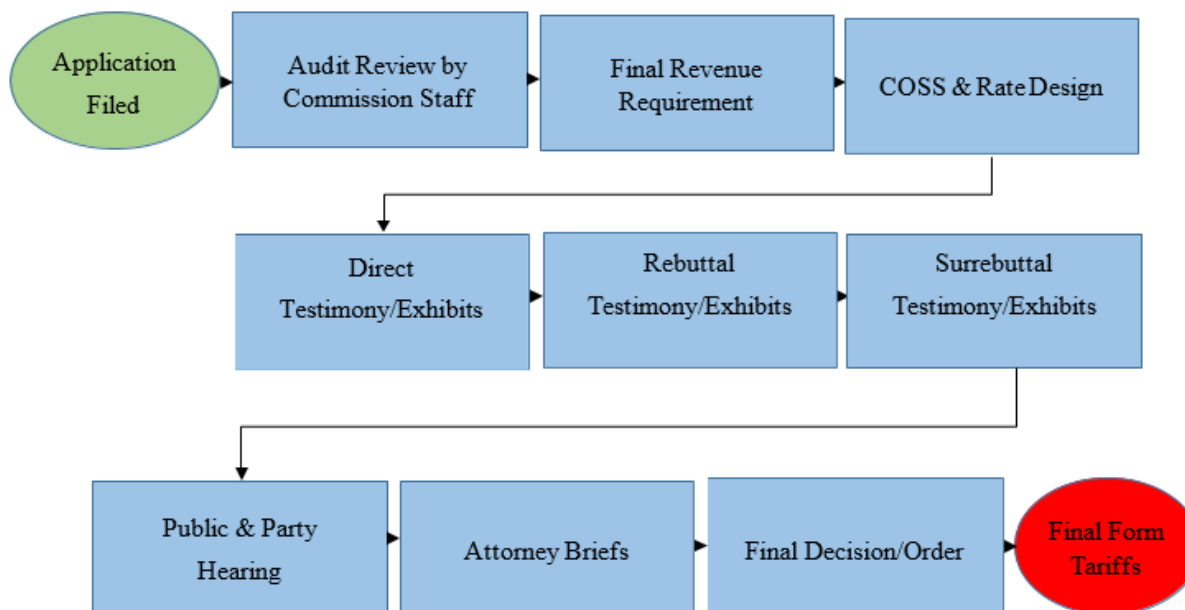 Application
Filed
Audit Review by
Commission Staff
Final Revenue
Requirement
COSS & Rate Design
Direct
Testimony/Exhibits
Rebuttal
Testimony/Exhibits
Surrebuttal
Testimony/Exhibits
Public & Party
Hearing
Attorney Briefs
Final Decision/Order
Final Form
Tariffs